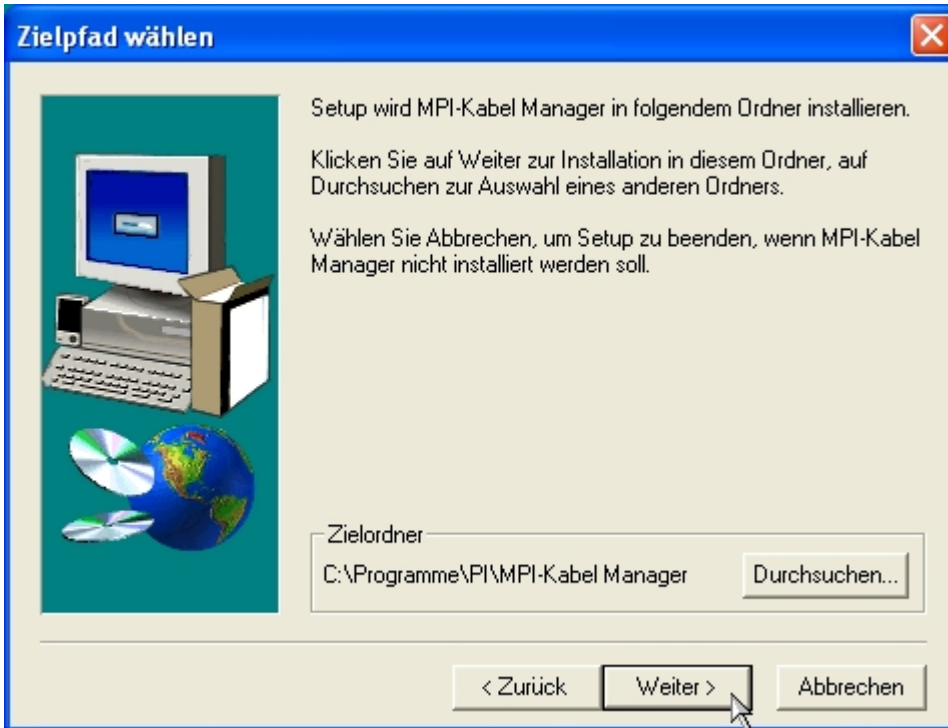 Zielpfad wählen
Setup wird MPI-Kabel Manager in folgendem Ordner installieren.
Klicken Sie auf Weiter zur Installation in diesem Ordner, auf
Durchsuchen zur Auswahl eines anderen Ordners.
Wählen Sie Abbrechen, um Setup zu beenden, wenn MPI-Kabel
Manager nicht installiert werden soll.
Zielordner
C:\Programme\PI\MPI-Kabel Manager
Durchsuchen...
< Zurück
Weiter >
Abbrechen